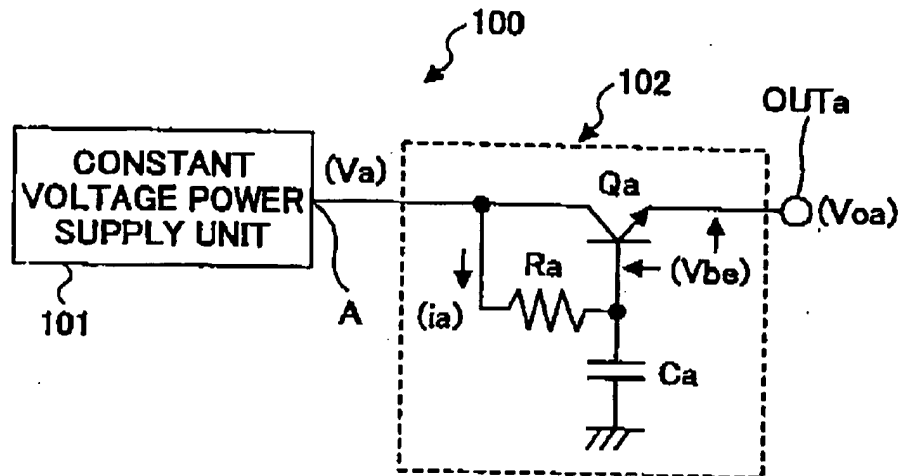 100
102
OUTa
CONSTANT
VOLTAGE POWER
SUPPLY UNIT
(Va)
Qa
(Voa)
101
A
(ia)
Ra
(Vbe)
Ca